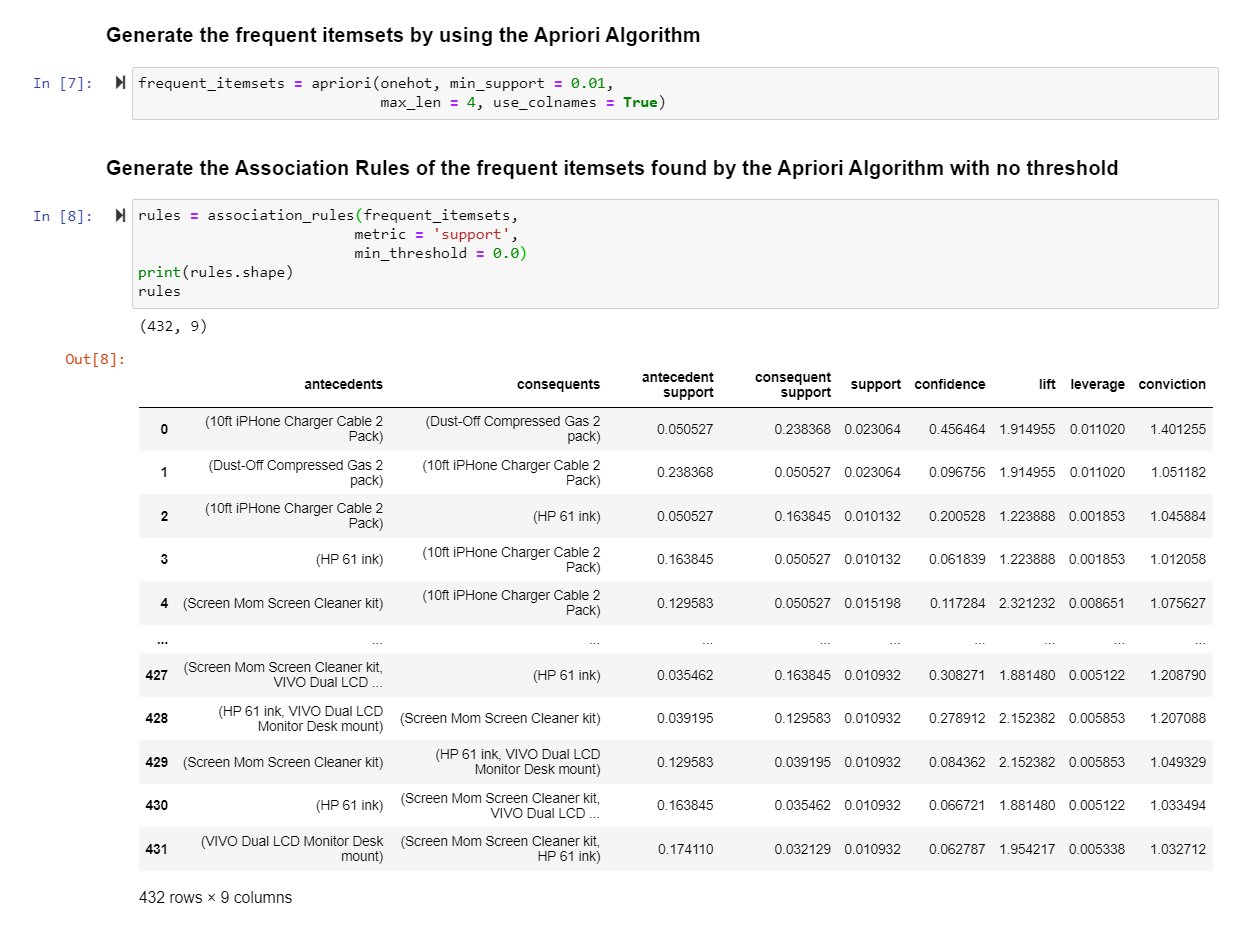 Generate the frequent itemsets by using the Apriori Algorithm
In [7]:
frequent_itemsets = apriori(onehot, min_support = 0.01,
max_len = 4, use_colnames = True)
Generate the Association Rules of the frequent itemsets found by the Apriori Algorithm with no threshold
In [8]:
rules = association_rules(frequent_itemsets,
metric = 'support',
min_threshold = 0.0)
print(rules.shape)
rules
(432, 9)
Out[8]:
antecedents consequents antecedent support consequent support support confidence lift leverage conviction
0 (10ft iPHone Charger Cable 2 Pack) (Dust-Off Compressed Gas 2 pack) 0.050527 0.238368 0.023064 0.456464 1.914955 0.011020 1.401255
1 (Dust-Off Compressed Gas 2 pack) (10ft iPHone Charger Cable 2 Pack) 0.238368 0.050527 0.023064 0.096756 1.914955 0.011020 1.051182
2 (10ft iPHone Charger Cable 2 Pack) (HP 61 ink) 0.050527 0.163845 0.010132 0.200528 1.223888 0.001853 1.045884
3 (HP 61 ink) (10ft iPHone Charger Cable 2 Pack) 0.163845 0.050527 0.010132 0.061839 1.223888 0.001853 1.012058
4 (Screen Mom Screen Cleaner kit) (10ft iPHone Charger Cable 2 Pack) 0.129583 0.050527 0.015198 0.117284 2.321232 0.008651 1.075627
... ... ... ... ... ... ... ... ... ...
427 (Screen Mom Screen Cleaner kit, VIVO Dual LCD ... (HP 61 ink) 0.035462 0.163845 0.010932 0.308271 1.881480 0.005122 1.208790
428 (HP 61 ink, VIVO Dual LCD Monitor Desk mount) (Screen Mom Screen Cleaner kit) 0.039195 0.129583 0.010932 0.278912 2.152382 0.005853 1.207088
429 (Screen Mom Screen Cleaner kit) (HP 61 ink, VIVO Dual LCD Monitor Desk mount) 0.129583 0.039195 0.010932 0.084362 2.152382 0.005853 1.049329
430 (HP 61 ink) (Screen Mom Screen Cleaner kit, VIVO Dual LCD ... 0.163845 0.035462 0.010932 0.066721 1.881480 0.005122 1.033494
431 (VIVO Dual LCD Monitor Desk mount) (Screen Mom Screen Cleaner kit, HP 61 ink) 0.174110 0.032129 0.010932 0.062787 1.954217 0.005338 1.032712
432 rows × 9 columns